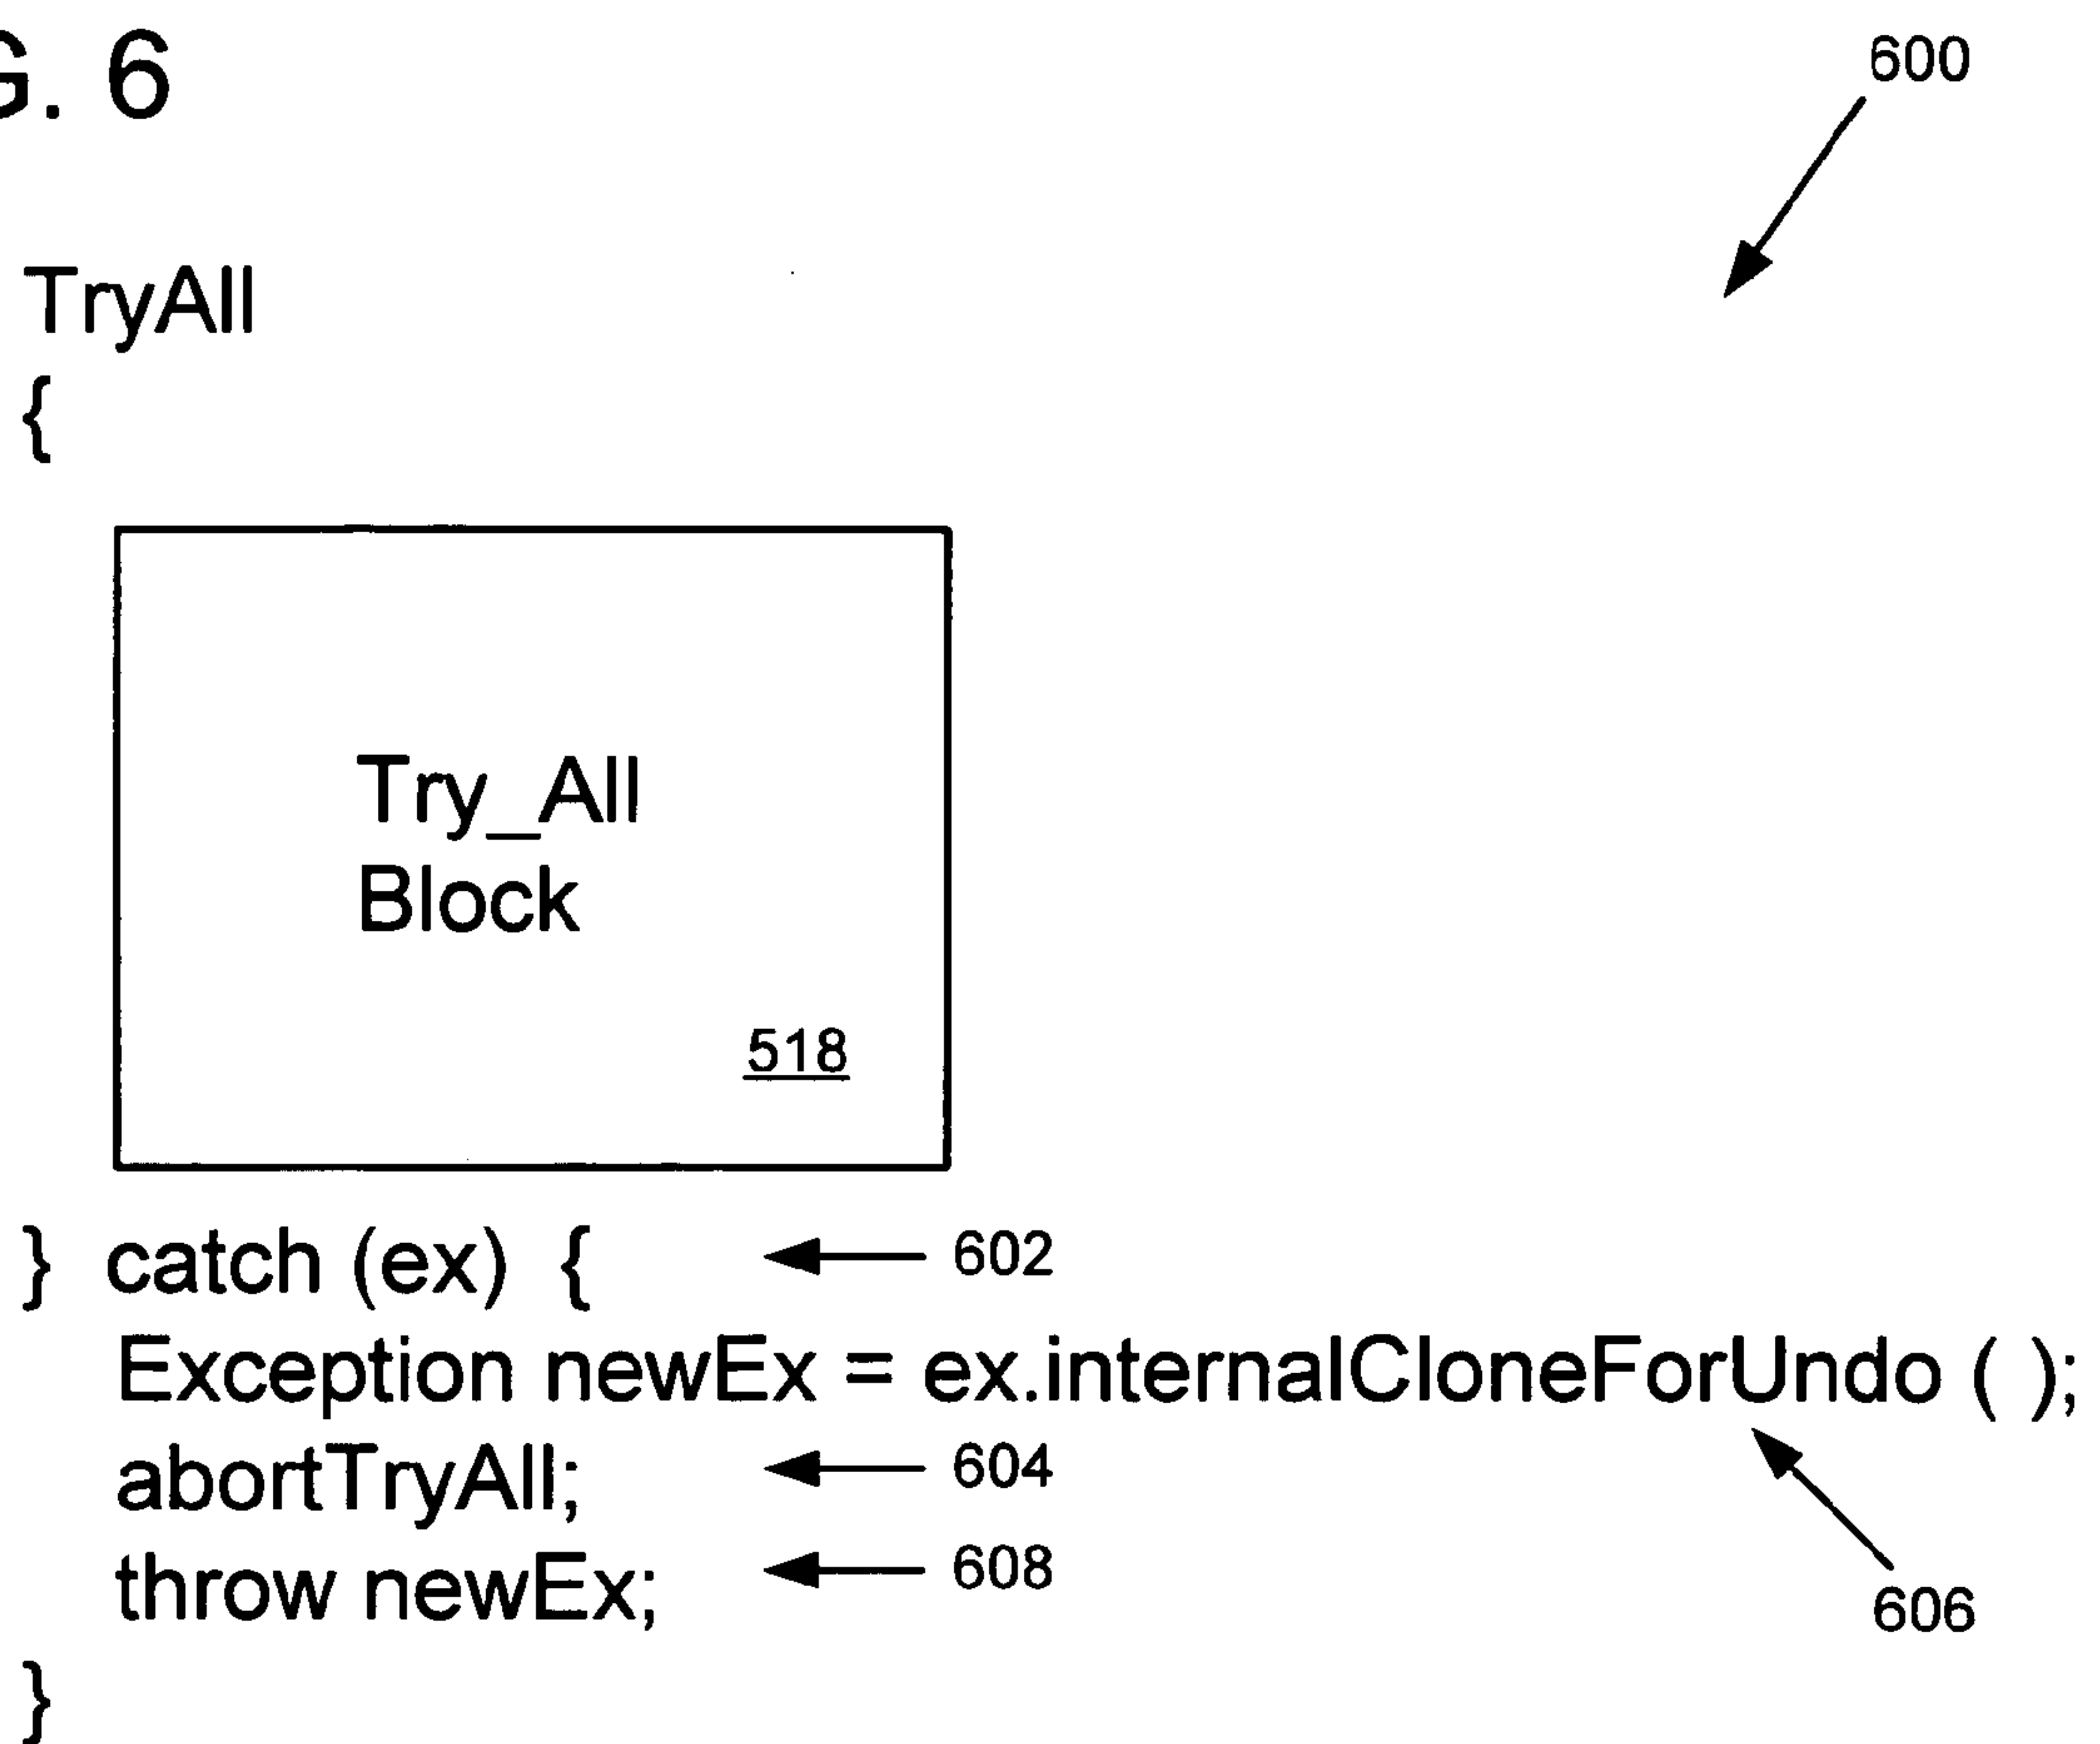 G. 6
600
TryAll
{
Try_All
Block
518
} catch (ex) { 602
Exception newEx = ex.internalCloneForUndo ( );
abortTryAll; 604
throw newEx; 608
606
}